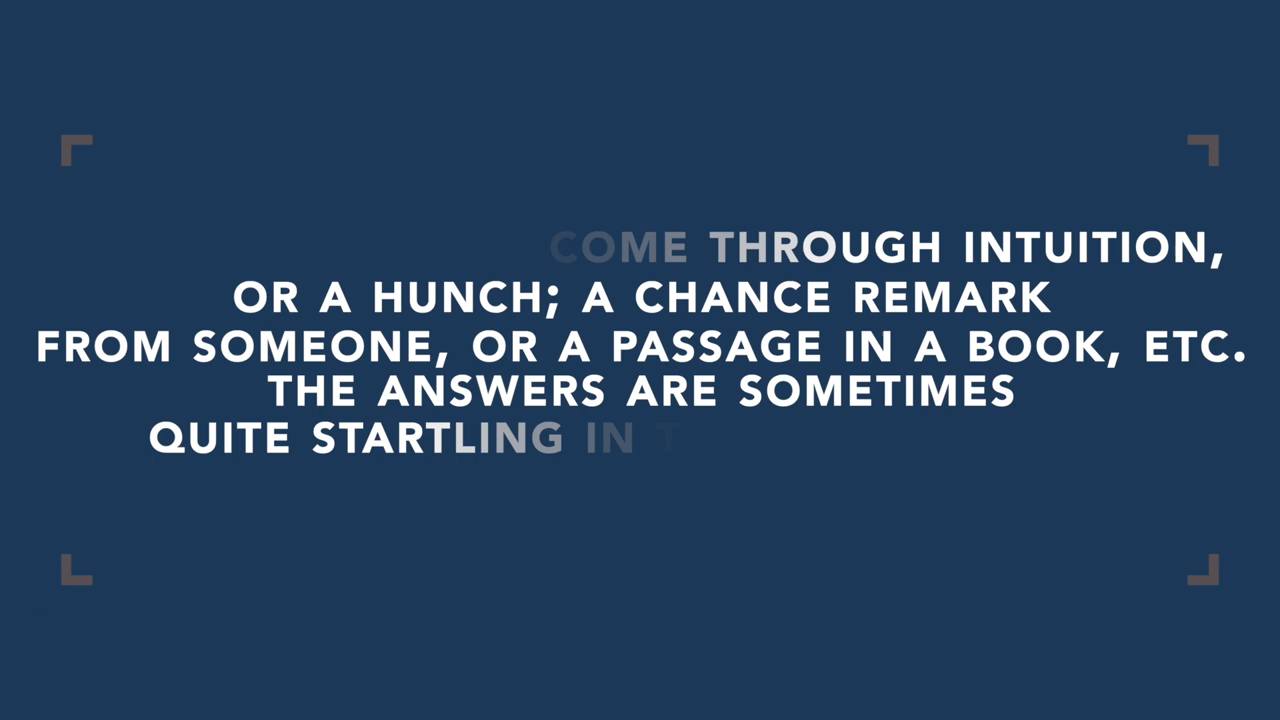 COME THROUGH INTUITION,
OR A HUNCH; A CHANCE REMARK
FROM SOMEONE, OR A PASSAGE IN A BOOK, ETC.
THE ANSWERS ARE SOMETIMES
QUITE STARTLING IN T